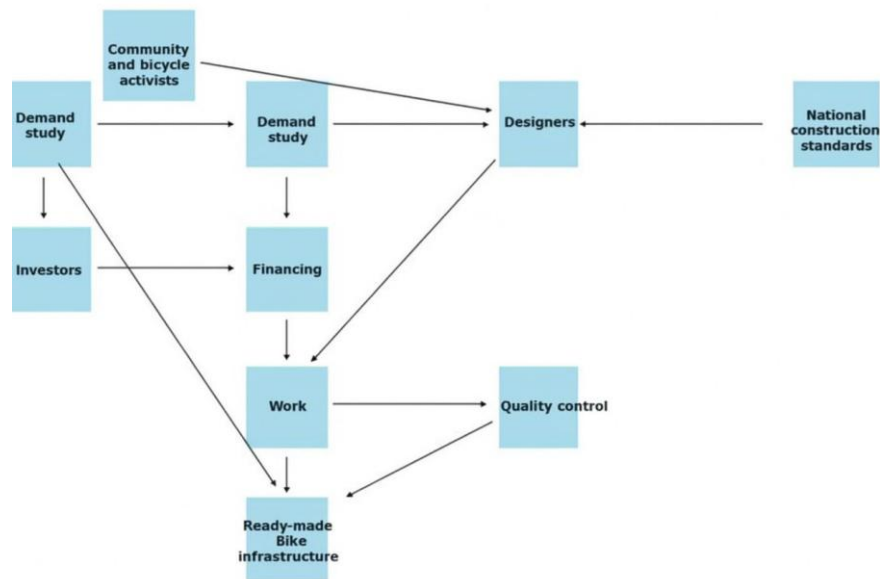 Community
and bicycle
activists
Demand
study
Demand
study
Designers
National
construction
standards
Investors
Financing
Work
Quality control
Ready-made
Bike
infrastructure